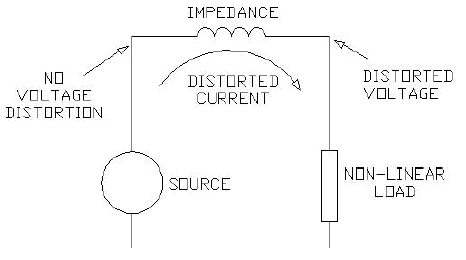 IMPEDANCE
NO
VOLTAGE
DISTORTION
DISTORTED
CURRENT
DISTORTED
VOLTAGE
SOURCE
NON-LINEAR
LOAD